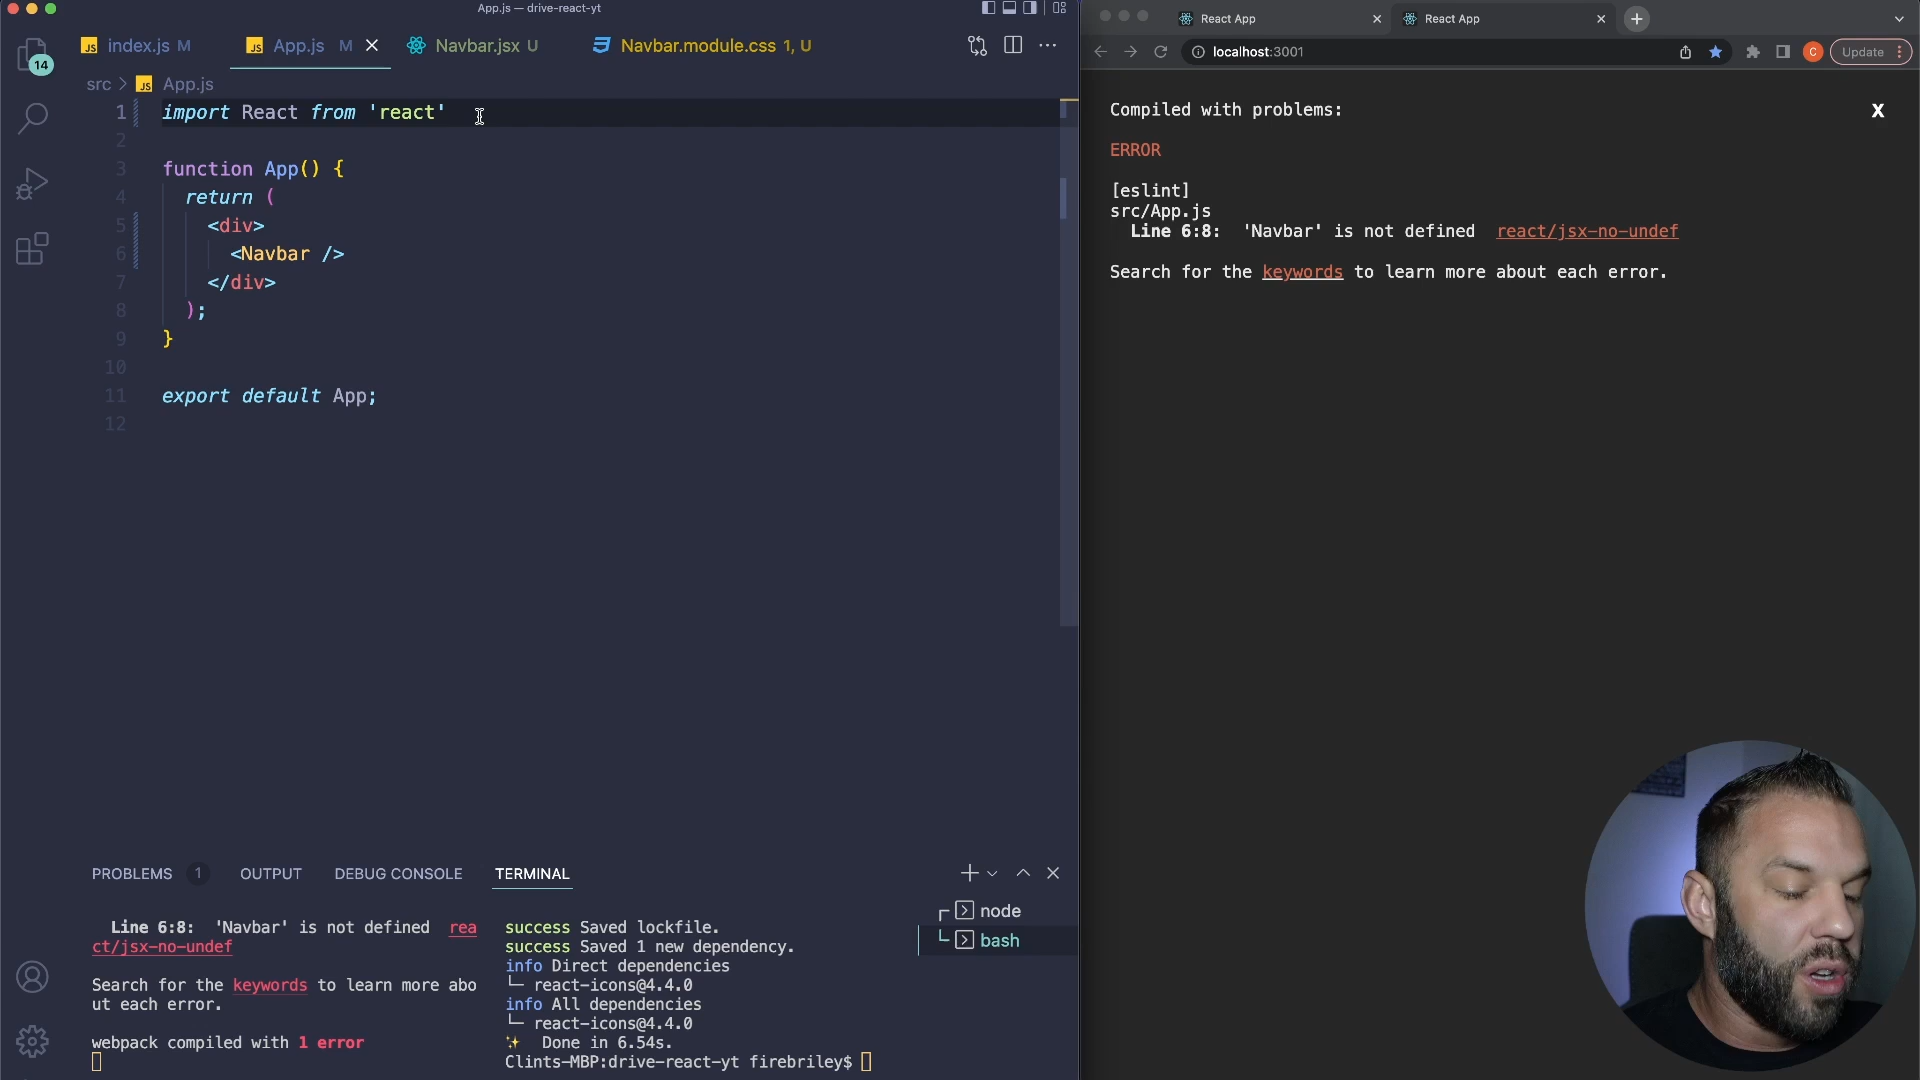 App.js — drive-react-yt
index.js M
App.js M
Navbar.jsx U
Navbar.module.css 1, U
14
src > App.js
1 import React from 'react'
2
3 function App() {
4 return (
5 <div>
6 <Navbar />
7 </div>
8 );
9 }
10
11 export default App;
12
PROBLEMS 1 OUTPUT DEBUG CONSOLE TERMINAL
Line 6:8: 'Navbar' is not defined rea
ct/jsx-no-undef
Search for the keywords to learn more abo
ut each error.
webpack compiled with 1 error
success Saved lockfile.
success Saved 1 new dependency.
info Direct dependencies
└─ react-icons@4.4.0
info All dependencies
└─ react-icons@4.4.0
✨ Done in 6.54s.
Clints-MBP:drive-react-yt firebriley$
node
bash
React App
React App
localhost:3001
C
Update
Compiled with problems:
X
ERROR
[eslint]
src/App.js
Line 6:8: 'Navbar' is not defined react/jsx-no-undef
Search for the keywords to learn more about each error.